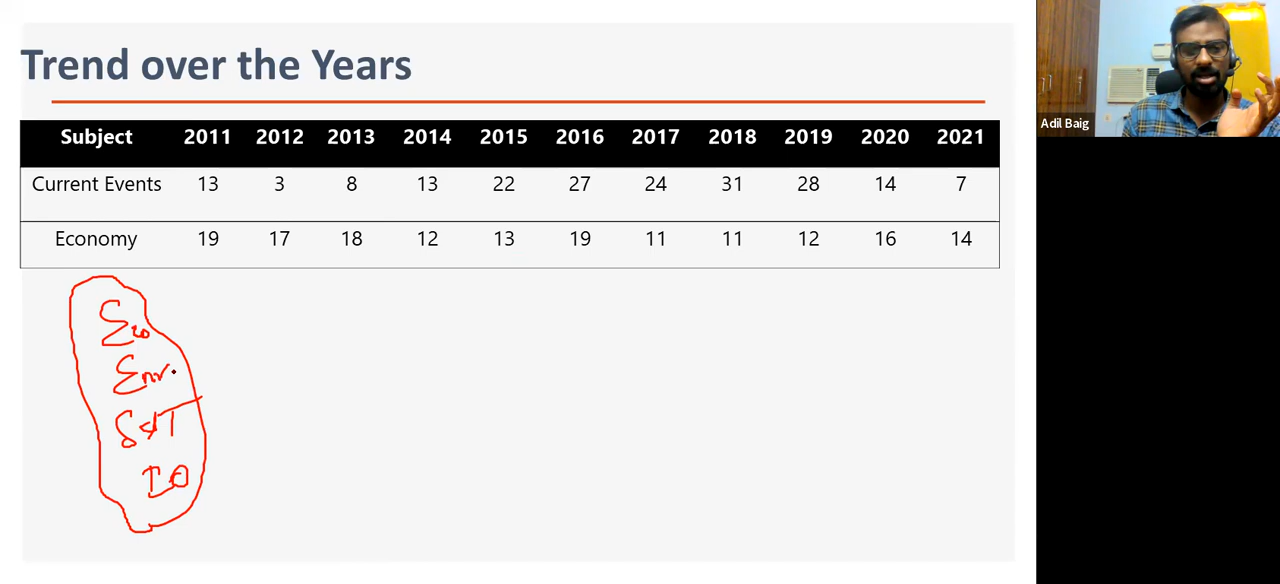 Trend over the Years
Subject 2011 2012 2013 2014 2015 2016 2017 2018 2019 2020 2021
Current Events 13 3 8 13 22 27 24 31 28 14 7
Economy 19 17 18 12 13 19 11 11 12 16 14
Eco
Env.
S&T
Adil Baig